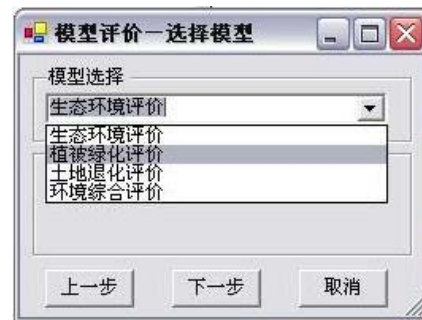 模型评价—选择模型
模型选择
生态环境评价
生态环境评价
植被绿化评价
土地退化评价
环境综合评价
上一步
下一步
取消